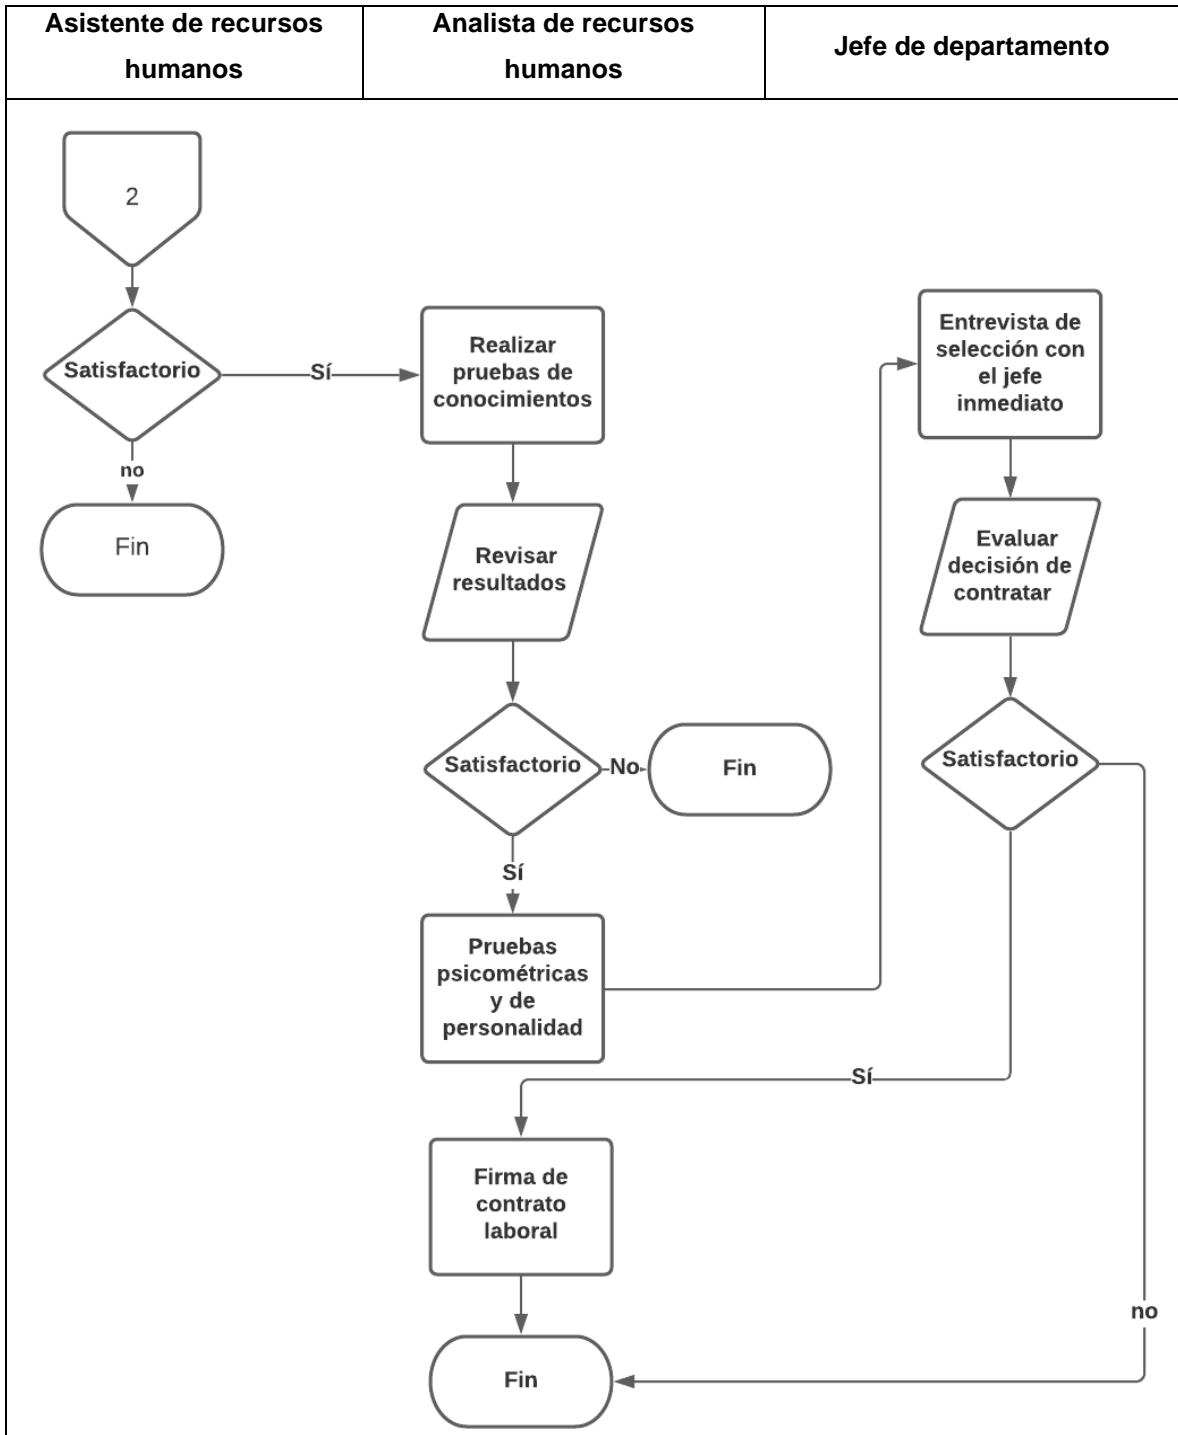 Asistente de recursos
humanos
Analista de recursos
humanos
Jefe de departamento
2
Satisfactorio
Sí
no
Fin
Realizar
pruebas de
conocimientos
Revisar
resultados
Satisfactorio
No
Fin
Sí
Pruebas
psicométricas
y de
personalidad
Entrevista de
selección con
el jefe
inmediato
Evaluar
decisión de
contratar
Satisfactorio
Sí
no
Firma de
contrato
laboral
Fin